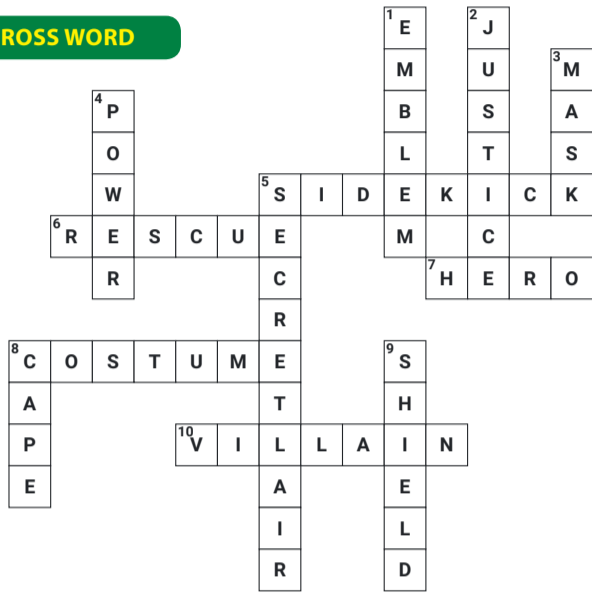 ROSS WORD
1 E 2 J
M U 3 M
4 P B S A
O L T S
W 5 S I D E K I C K
6 R E S C U E M C
R C 7 H E R O
R
8 C O S T U M E 9 S
A T H
P 10 V I L L A I N
E A E
I L
R D